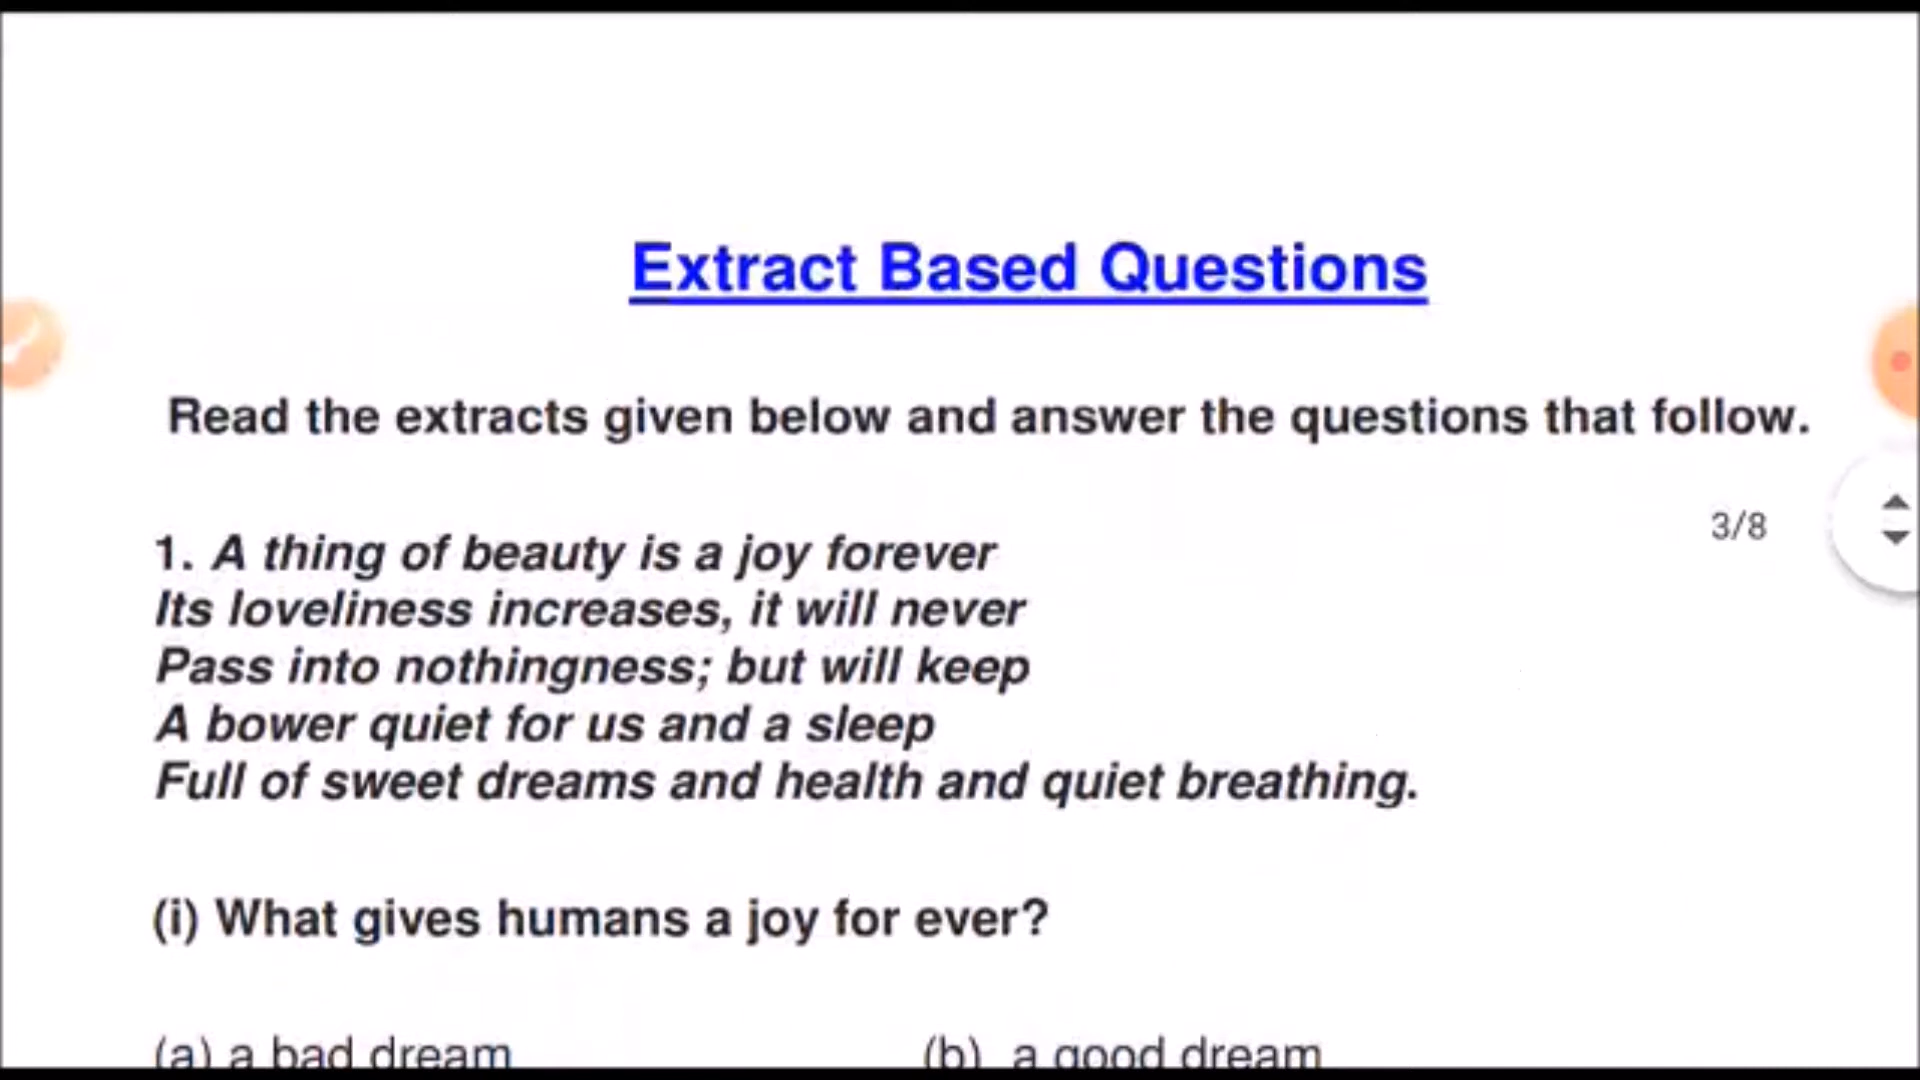 Extract Based Questions
Read the extracts given below and answer the questions that follow.
3/8
1. A thing of beauty is a joy forever
Its loveliness increases, it will never
Pass into nothingness; but will keep
A bower quiet for us and a sleep
Full of sweet dreams and health and quiet breathing.
(i) What gives humans a joy for ever?
(a) a bad dream (b) a good dream